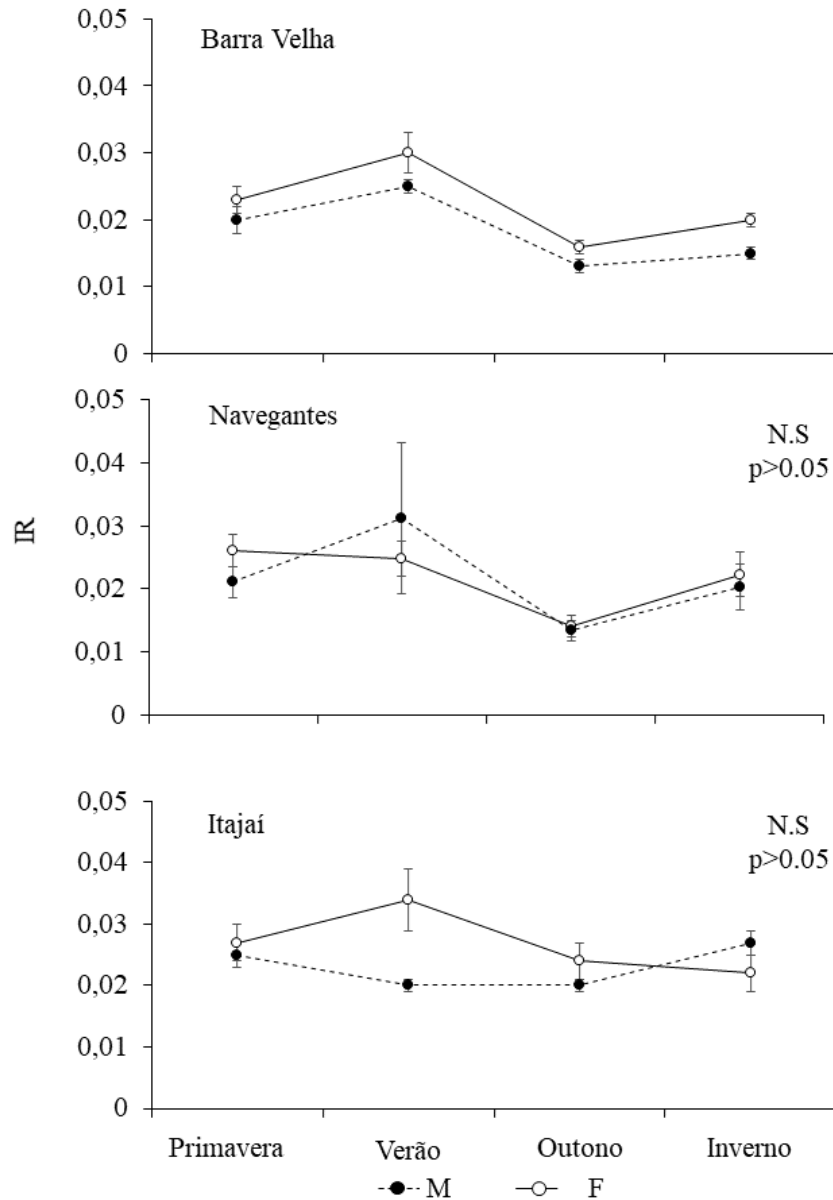 0,05
Barra Velha
0,04
0,03
0,02
0,01
0
0,05
Navegantes
N.S
p>0.05
0,04
0,03
IR
0,02
0,01
0
0,05
Itajaí
N.S
p>0.05
0,04
0,03
0,02
0,01
0
Primavera Verão Outono Inverno
M F